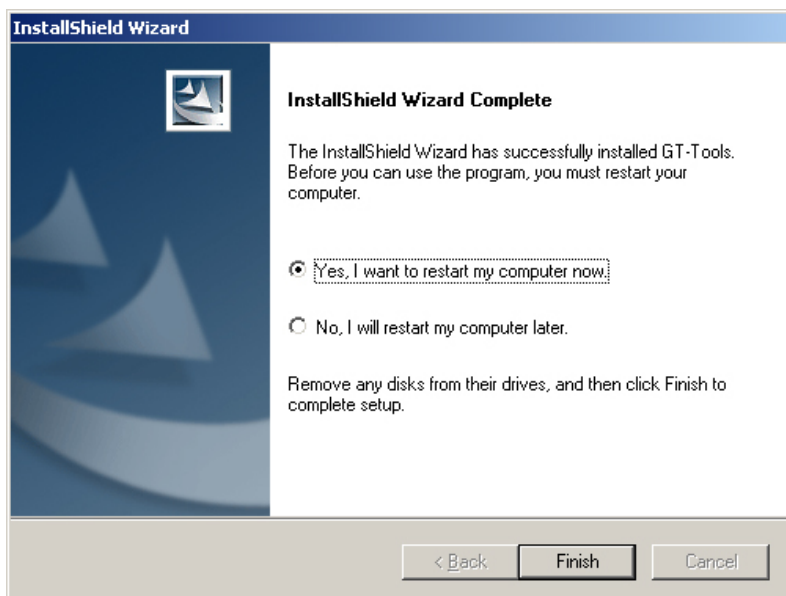 InstallShield Wizard
InstallShield Wizard Complete
The InstallShield Wizard has successfully installed GT-Tools.
Before you can use the program, you must restart your
computer.
Yes, I want to restart my computer now.
No, I will restart my computer later.
Remove any disks from their drives, and then click Finish to
complete setup.
< Back Finish Cancel